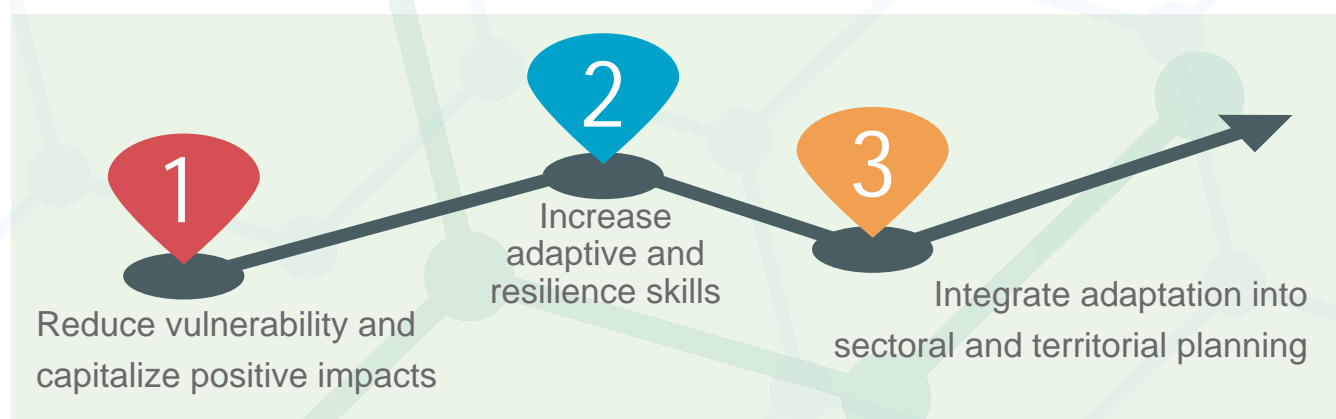 1
Reduce vulnerability and
capitalize positive impacts
2
Increase
adaptive and
resilience skills
3
Integrate adaptation into
sectoral and territorial planning